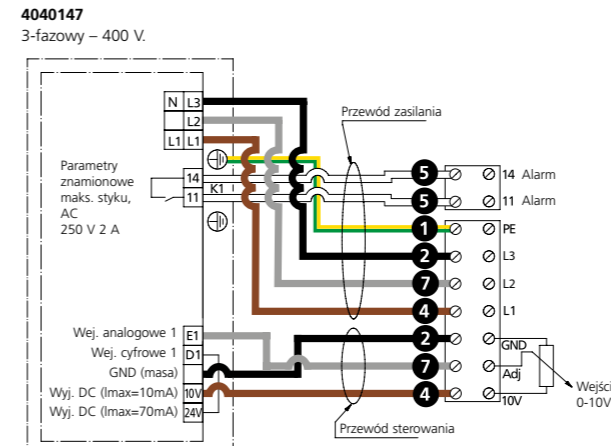 4040147
3-fazowy – 400 V.
N L3
L2
L1 L1
Przewód zasilania
Parametry
znamionowe
maks. styku,
AC
250 V 2 A
14
K1
11
5 14 Alarm
5 11 Alarm
1 PE
2 L3
7 L2
4 L1
Wej. analogowe 1 E1
Wej. cyfrowe 1 D1
GND (masa)
Wyj. DC (Imax=10mA) 10V
Wyj. DC (Imax=70mA) 24V
2 GND
7 Adj
4 10V
Wejści
0-10V
Przewód sterowania